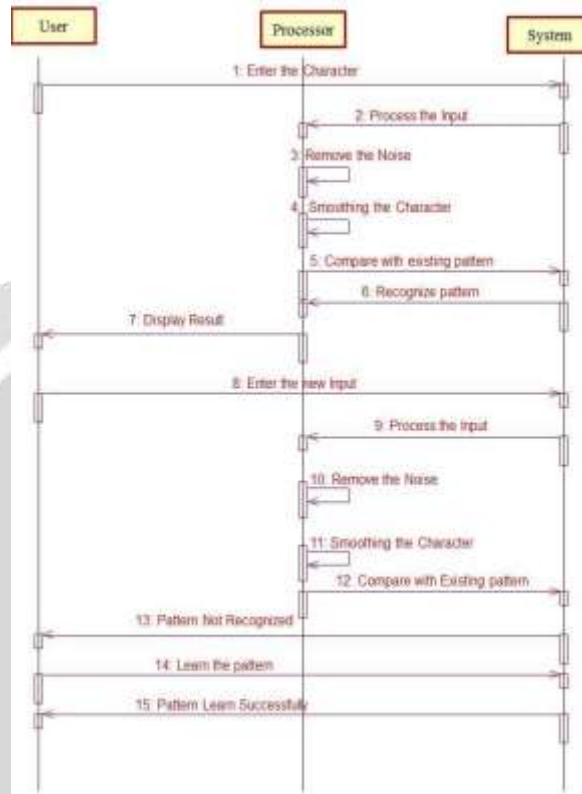 User Processor System
1: Enter the Character
2: Process the Input
3: Remove the Noise
4: Smoothing the Character
5: Compare with existing pattern
6: Recognize pattern
7: Display Result
8: Enter the new Input
9: Process the Input
10: Remove the Noise
11: Smoothing the Character
12: Compare with Existing pattern
13: Pattern Not Recognized
14: Learn the pattern
15: Pattern Learn Successfully